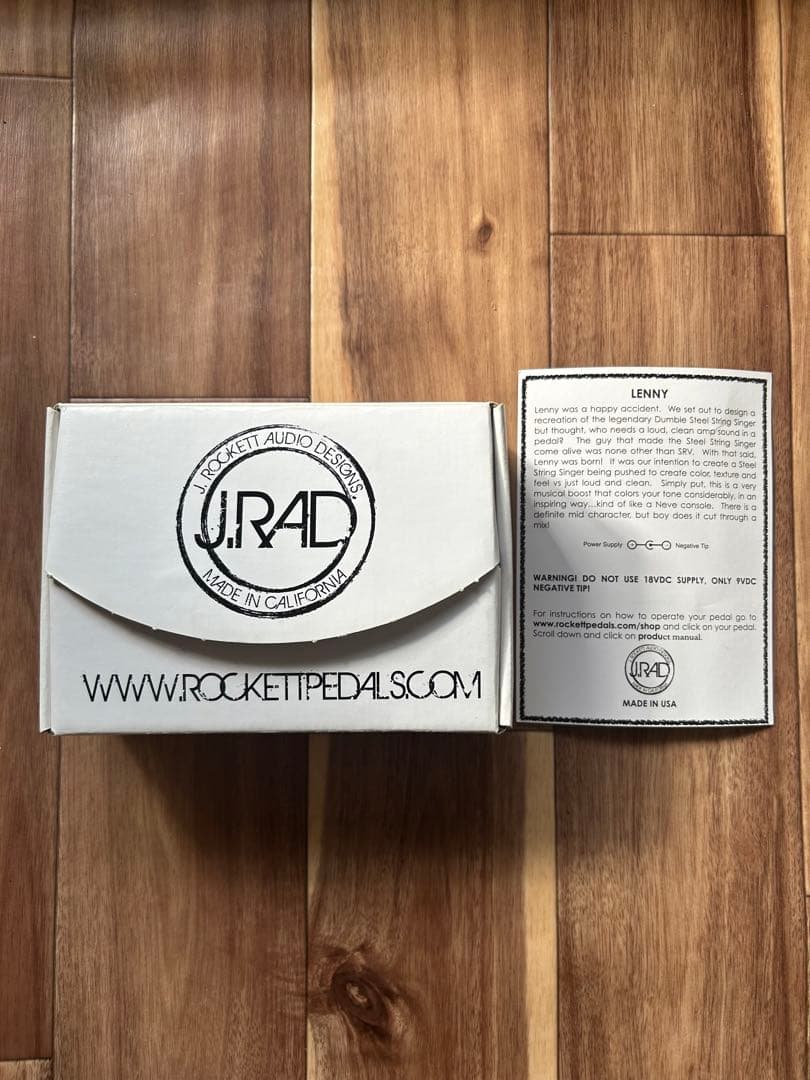 J. ROCKETT AUDIO DESIGNS.
J.RAD
MADE IN CALIFORNIA
WWW.ROCKETTPEDALS.COM
LENNY
Lenny was a happy accident. We set out to design a
recreation of the legendary Dumble Steel String Singer
but thought, who needs a loud, clean amp sound in a
pedal? The guy that made the Steel String Singer
come alive was none other than SRV. With that said,
Lenny was born! It was our intention to create a Steel
String Singer being pushed to create color, texture and
feel vs just loud and clean. Simply put, this is a very
musical boost that colors your tone considerably, in an
inspiring way...kind of like a Neve console. There is a
definite mid character, but boy does it cut through a
mix!
Power Supply Negative Tip
WARNING! DO NOT USE 18VDC SUPPLY, ONLY 9VDC
NEGATIVE TIP!
For instructions on how to operate your pedal go to
www.rockettpedals.com/shop and click on your pedal.
Scroll down and click on product manual.
J. ROCKETT AUDIO DESIGNS.
J.RAD
MADE IN CALIFORNIA
MADE IN USA